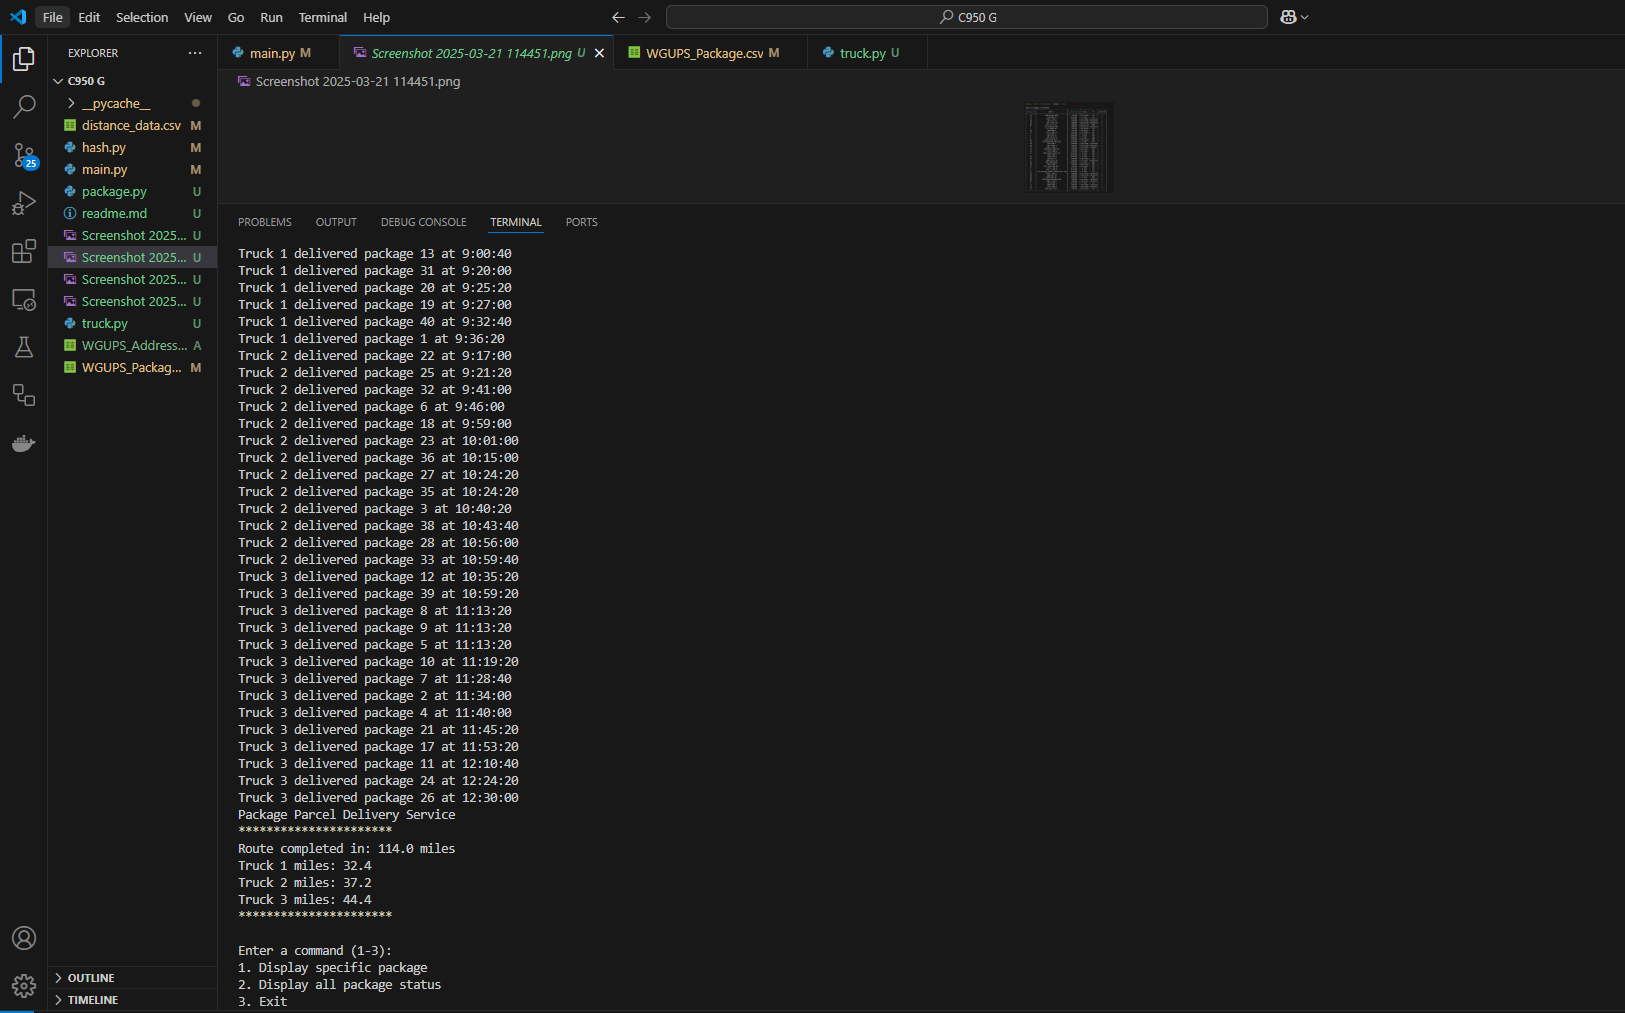 File Edit Selection View Go Run Terminal Help
C950 G
EXPLORER
C950 G
__pycache__
distance_data.csv M
hash.py M
main.py M
package.py U
readme.md U
Screenshot 2025... U
Screenshot 2025... U
Screenshot 2025... U
Screenshot 2025... U
truck.py U
WGUPS_Address... A
WGUPS_Packag... M
25
OUTLINE
TIMELINE
main.py M
Screenshot 2025-03-21 114451.png U
WGUPS_Package.csv M
truck.py U
Screenshot 2025-03-21 114451.png
PROBLEMS OUTPUT DEBUG CONSOLE TERMINAL PORTS
Truck 1 delivered package 13 at 9:00:40
Truck 1 delivered package 31 at 9:20:00
Truck 1 delivered package 20 at 9:25:20
Truck 1 delivered package 19 at 9:27:00
Truck 1 delivered package 40 at 9:32:40
Truck 1 delivered package 1 at 9:36:20
Truck 2 delivered package 22 at 9:17:00
Truck 2 delivered package 25 at 9:21:20
Truck 2 delivered package 32 at 9:41:00
Truck 2 delivered package 6 at 9:46:00
Truck 2 delivered package 18 at 9:59:00
Truck 2 delivered package 23 at 10:01:00
Truck 2 delivered package 36 at 10:15:00
Truck 2 delivered package 27 at 10:24:20
Truck 2 delivered package 35 at 10:24:20
Truck 2 delivered package 3 at 10:40:20
Truck 2 delivered package 38 at 10:43:40
Truck 2 delivered package 28 at 10:56:00
Truck 2 delivered package 33 at 10:59:40
Truck 3 delivered package 12 at 10:35:20
Truck 3 delivered package 39 at 10:59:20
Truck 3 delivered package 8 at 11:13:20
Truck 3 delivered package 9 at 11:13:20
Truck 3 delivered package 5 at 11:13:20
Truck 3 delivered package 10 at 11:19:20
Truck 3 delivered package 7 at 11:28:40
Truck 3 delivered package 2 at 11:34:00
Truck 3 delivered package 4 at 11:40:00
Truck 3 delivered package 21 at 11:45:20
Truck 3 delivered package 17 at 11:53:20
Truck 3 delivered package 11 at 12:10:40
Truck 3 delivered package 24 at 12:24:20
Truck 3 delivered package 26 at 12:30:00
Package Parcel Delivery Service
**********************
Route completed in: 114.0 miles
Truck 1 miles: 32.4
Truck 2 miles: 37.2
Truck 3 miles: 44.4
**********************
Enter a command (1-3):
1. Display specific package
2. Display all package status
3. Exit